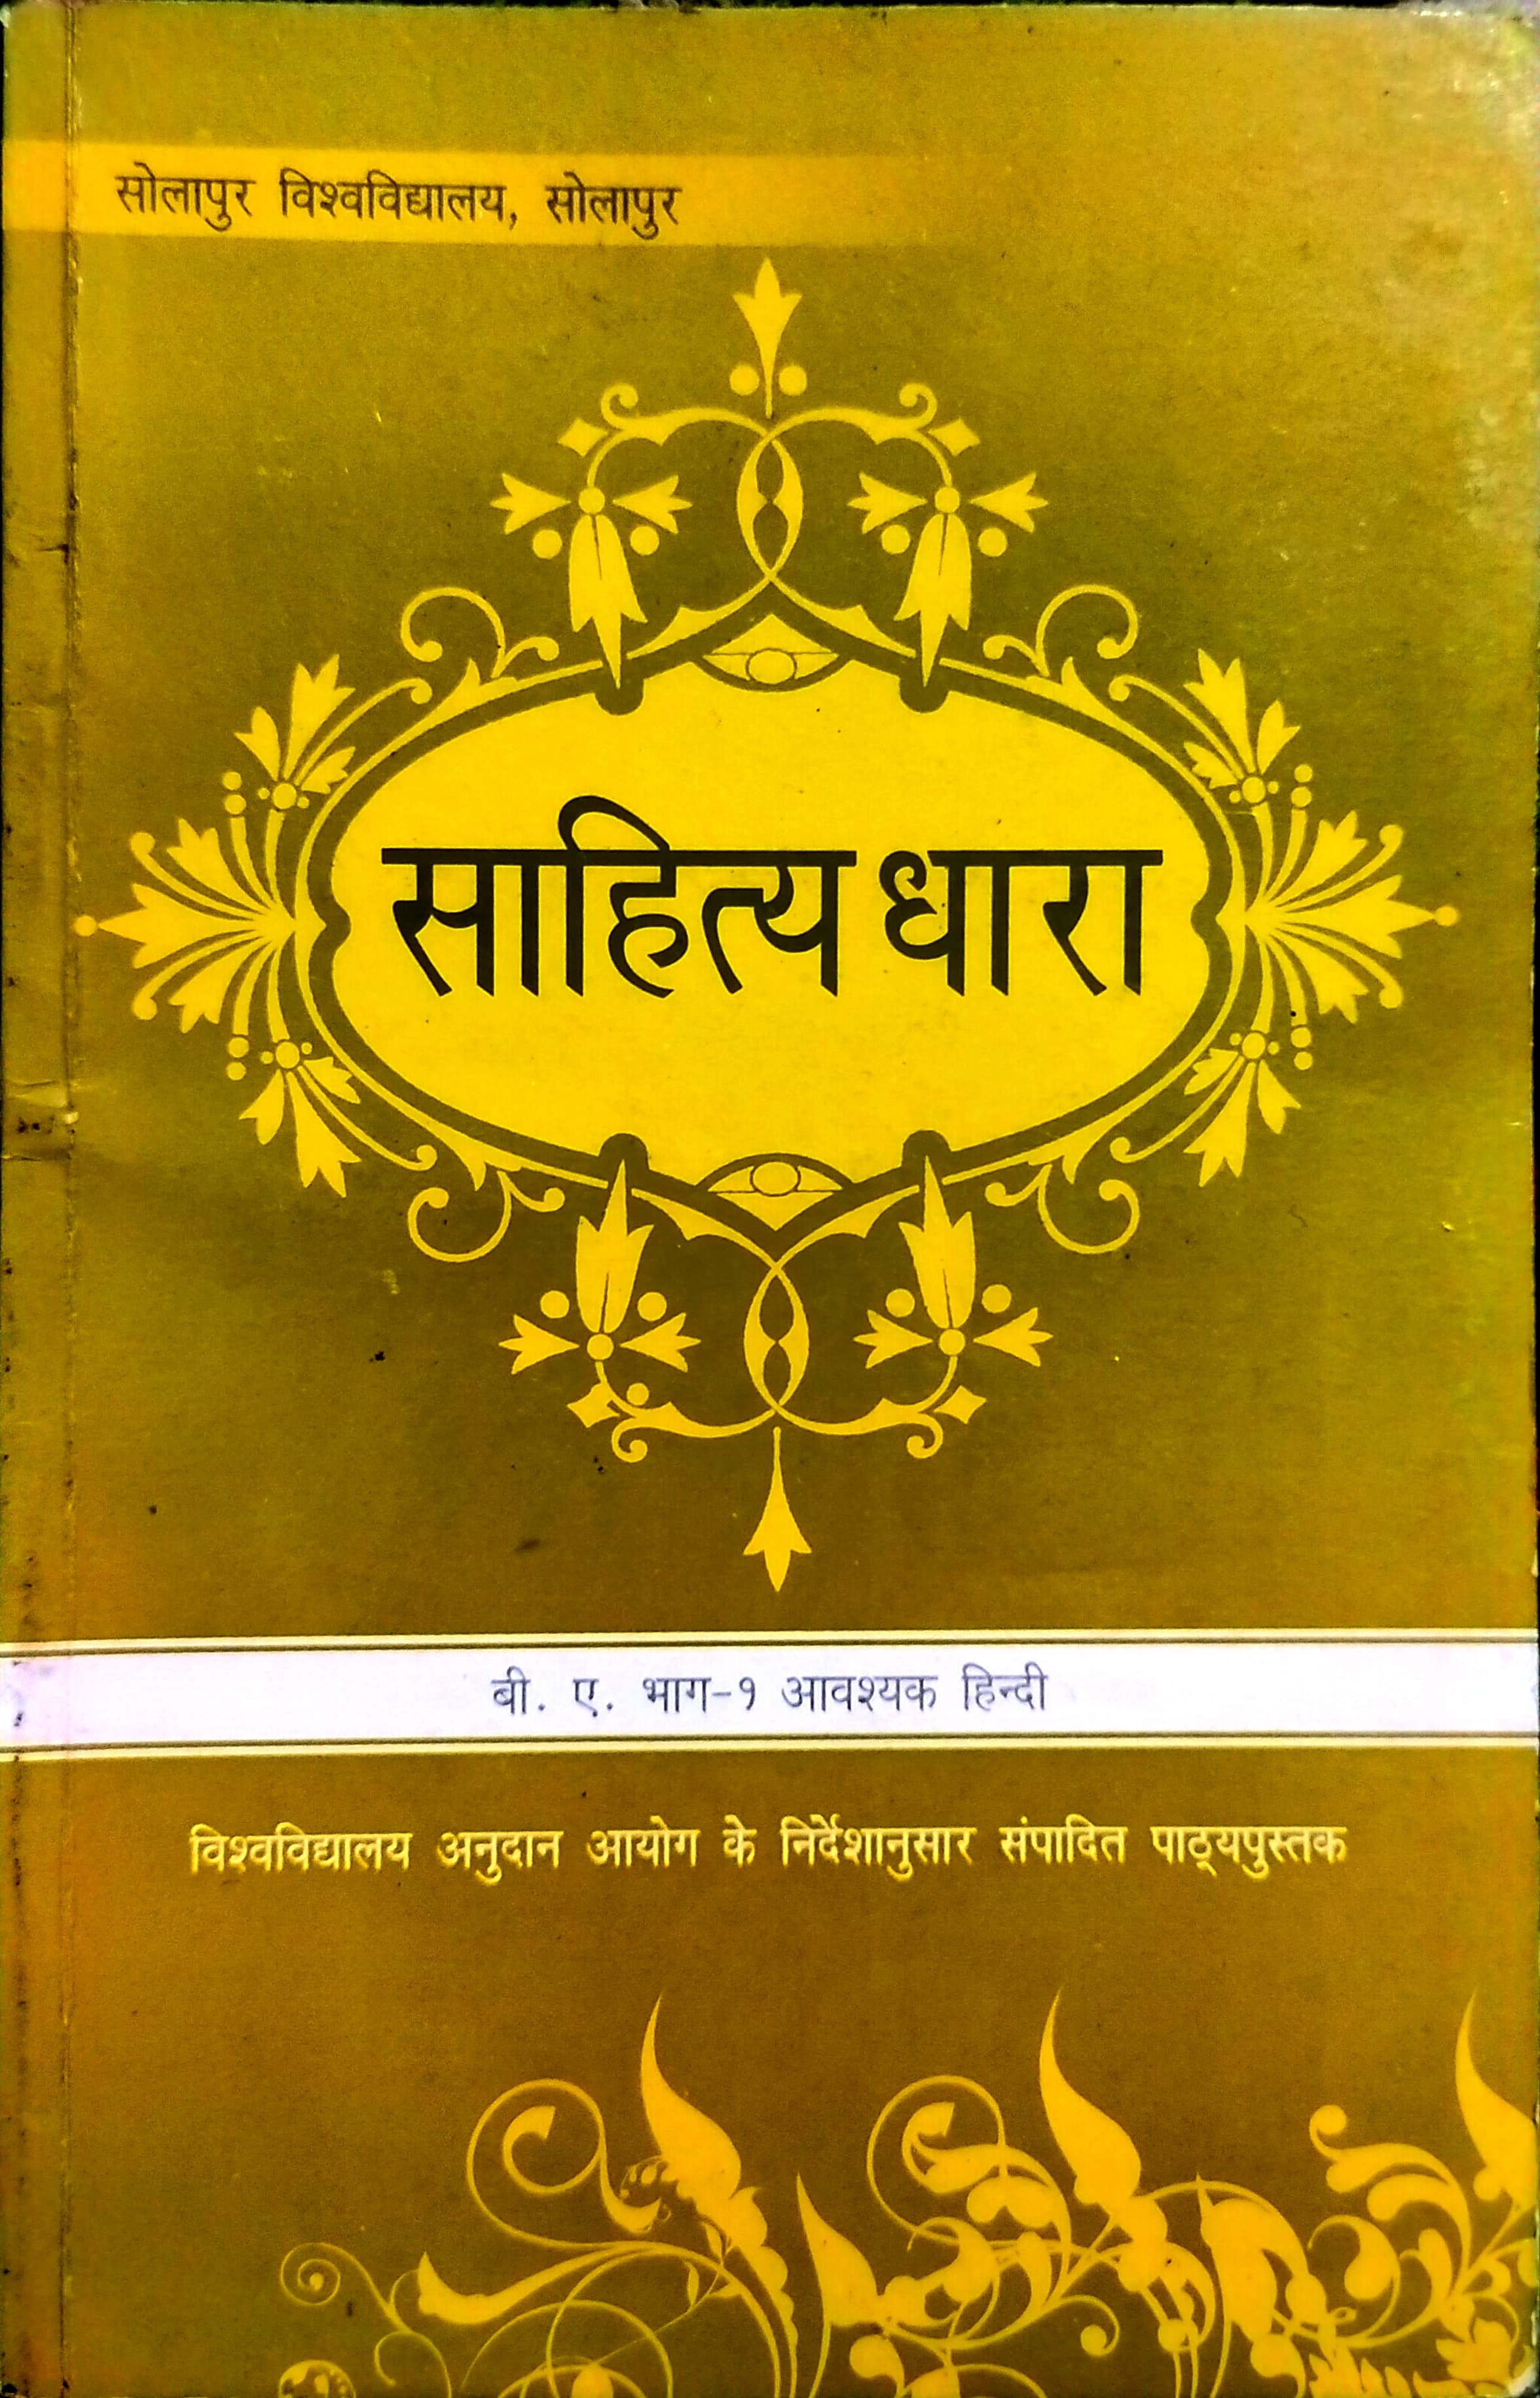 सोलापुर विश्वविद्यालय, सोलापुर
साहित्य धारा
बी. ए. भाग-१ आवश्यक हिन्दी
विश्वविद्यालय अनुदान आयोग के निर्देशानुसार संपादित पाठ्यपुस्तक